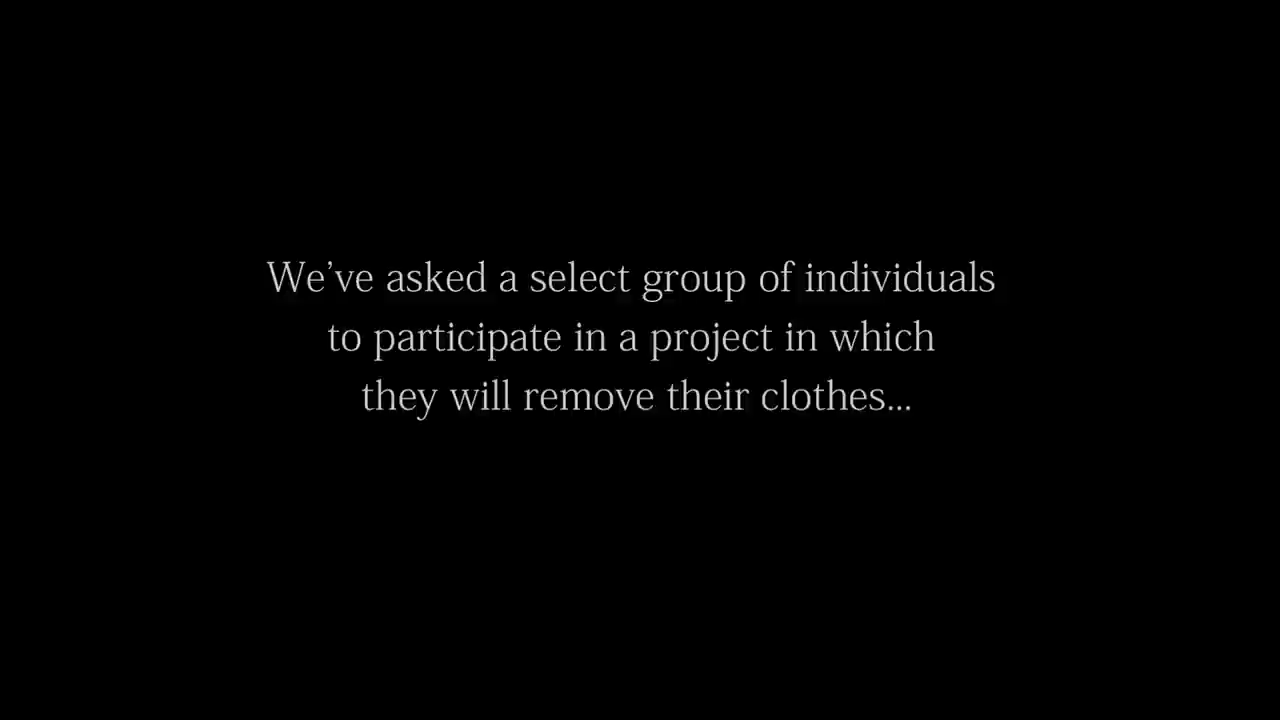 We’ve asked a select group of individuals
to participate in a project in which
they will remove their clothes...